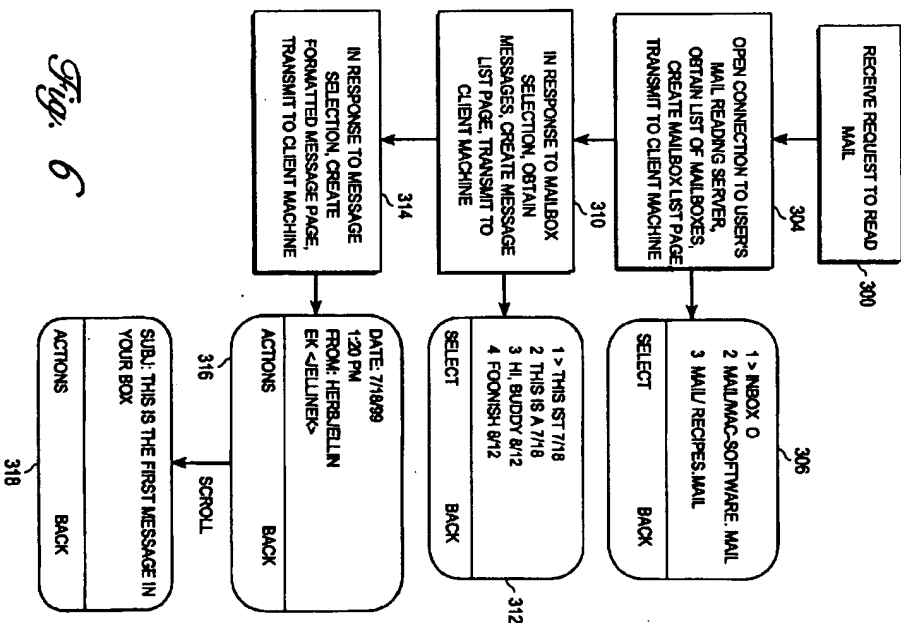 RECEIVE REQUEST TO READ
MAIL
300
OPEN CONNECTION TO USER'S
MAIL READING SERVER,
OBTAIN LIST OF MAILBOXES,
CREATE MAILBOX LIST PAGE
TRANSMIT TO CLIENT MACHINE
304
1 > INBOX O
2 MAIL/MAC-SOFTWARE. MAIL
3 MAIL/ RECIPES.MAIL
SELECT BACK
306
IN RESPONSE TO MAILBOX
SELECTION, OBTAIN
MESSAGES, CREATE MESSAGE
LIST PAGE, TRANSMIT TO
CLIENT MACHINE
310
1 > THIS IST 7/18
2 THIS IS A 7/18
3 HI, BUDDY 8/12
4 FOONISH 8/12
SELECT BACK
312
IN RESPONSE TO MESSAGE
SELECTION, CREATE
FORMATTED MESSAGE PAGE,
TRANSMIT TO CLIENT MACHINE
314
DATE: 7/18/99
1:20 PM
FROM: HERBJELLIN
EK <JELLINEK>
ACTIONS BACK
316
SCROLL
SUBJ: THIS IS THE FIRST MESSAGE IN
YOUR BOX
ACTIONS BACK
318
Fig. 6